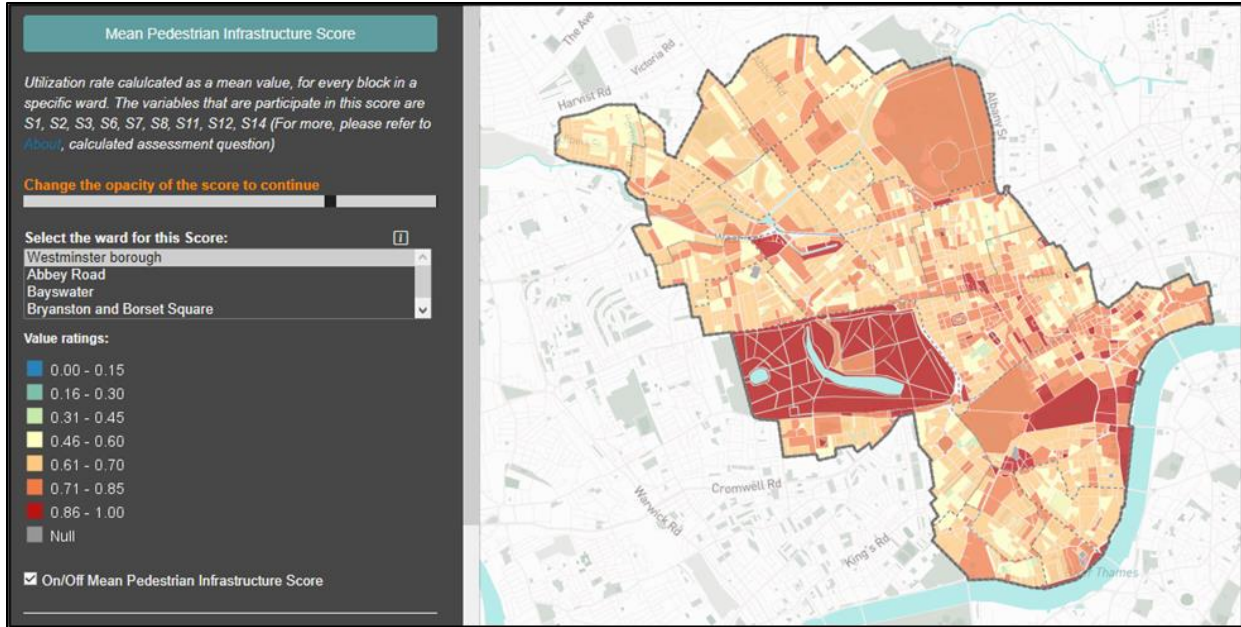 Mean Pedestrian Infrastructure Score
Utilization rate calulcated as a mean value, for every block in a
specific ward. The variables that are participate in this score are
S1, S2, S3, S6, S7, S8, S11, S12, S14 (For more, please refer to
About, calculated assessment question)
Change the opacity of the score to continue
Select the ward for this Score:
i
Westminster borough
Abbey Road
Bayswater
Bryanston and Borset Square
Value ratings:
0.00 - 0.15
0.16 - 0.30
0.31 - 0.45
0.46 - 0.60
0.61 - 0.70
0.71 - 0.85
0.86 - 1.00
Null
On/Off Mean Pedestrian Infrastructure Score
The Ave
Victoria Rd
Harvist Rd
Abbey Rd
Albany St
Cromwell Rd
Warwick Rd
King's Rd
Thames